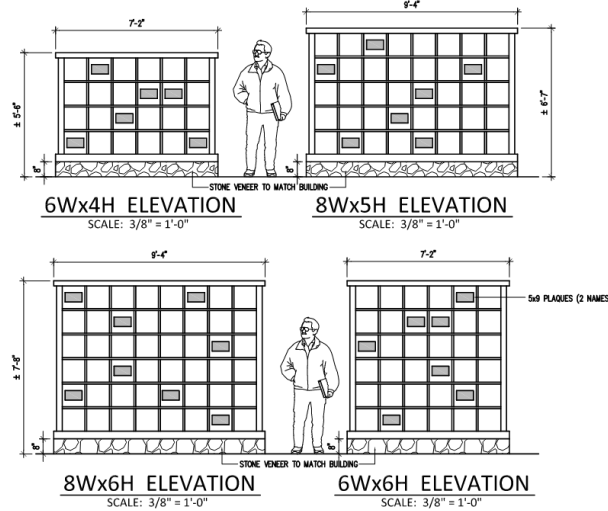 7'-2"
9'-4"
± 5'-6"
± 6'-7"
8"
8"
STONE VENEER TO MATCH BUILDING
6Wx4H ELEVATION
SCALE: 3/8" = 1'-0"
8Wx5H ELEVATION
SCALE: 3/8" = 1'-0"
9'-4"
7'-2"
5x9 PLAQUES (2 NAMES
± 7'-8"
8"
8"
STONE VENEER TO MATCH BUILDING
8Wx6H ELEVATION
SCALE: 3/8" = 1'-0"
6Wx6H ELEVATION
SCALE: 3/8" = 1'-0"